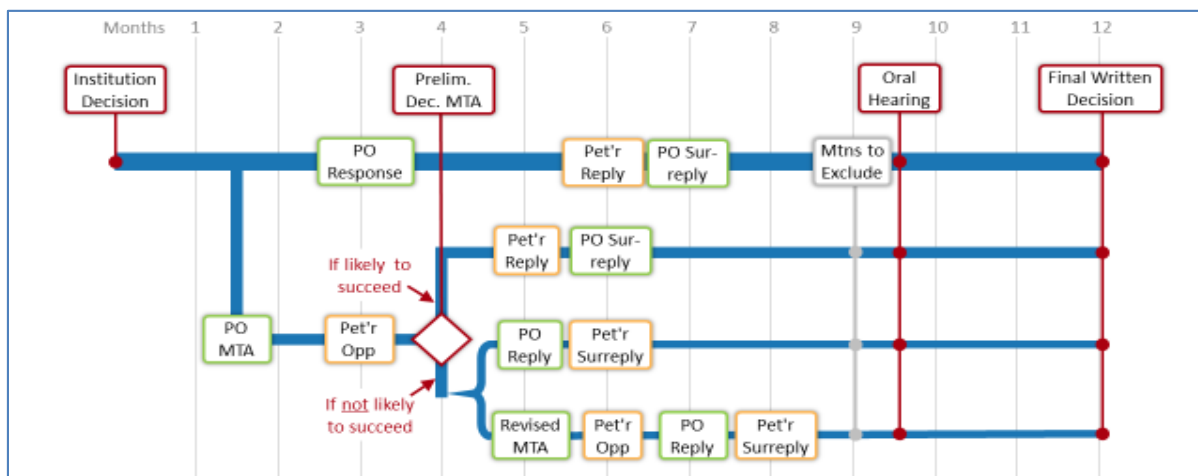 Months 1 2 3 4 5 6 7 8 9 10 11 12
Institution
Decision
Prelim.
Dec. MTA
Oral
Hearing
Final Written
Decision
PO
Response
Pet'r
Reply
PO Sur-
reply
Mtns to
Exclude
If likely to
succeed
Pet'r
Reply
PO Sur-
reply
PO
MTA
Pet'r
Opp
PO
Reply
Pet'r
Surreply
If not likely
to succeed
Revised
MTA
Pet'r
Opp
PO
Reply
Pet'r
Surreply